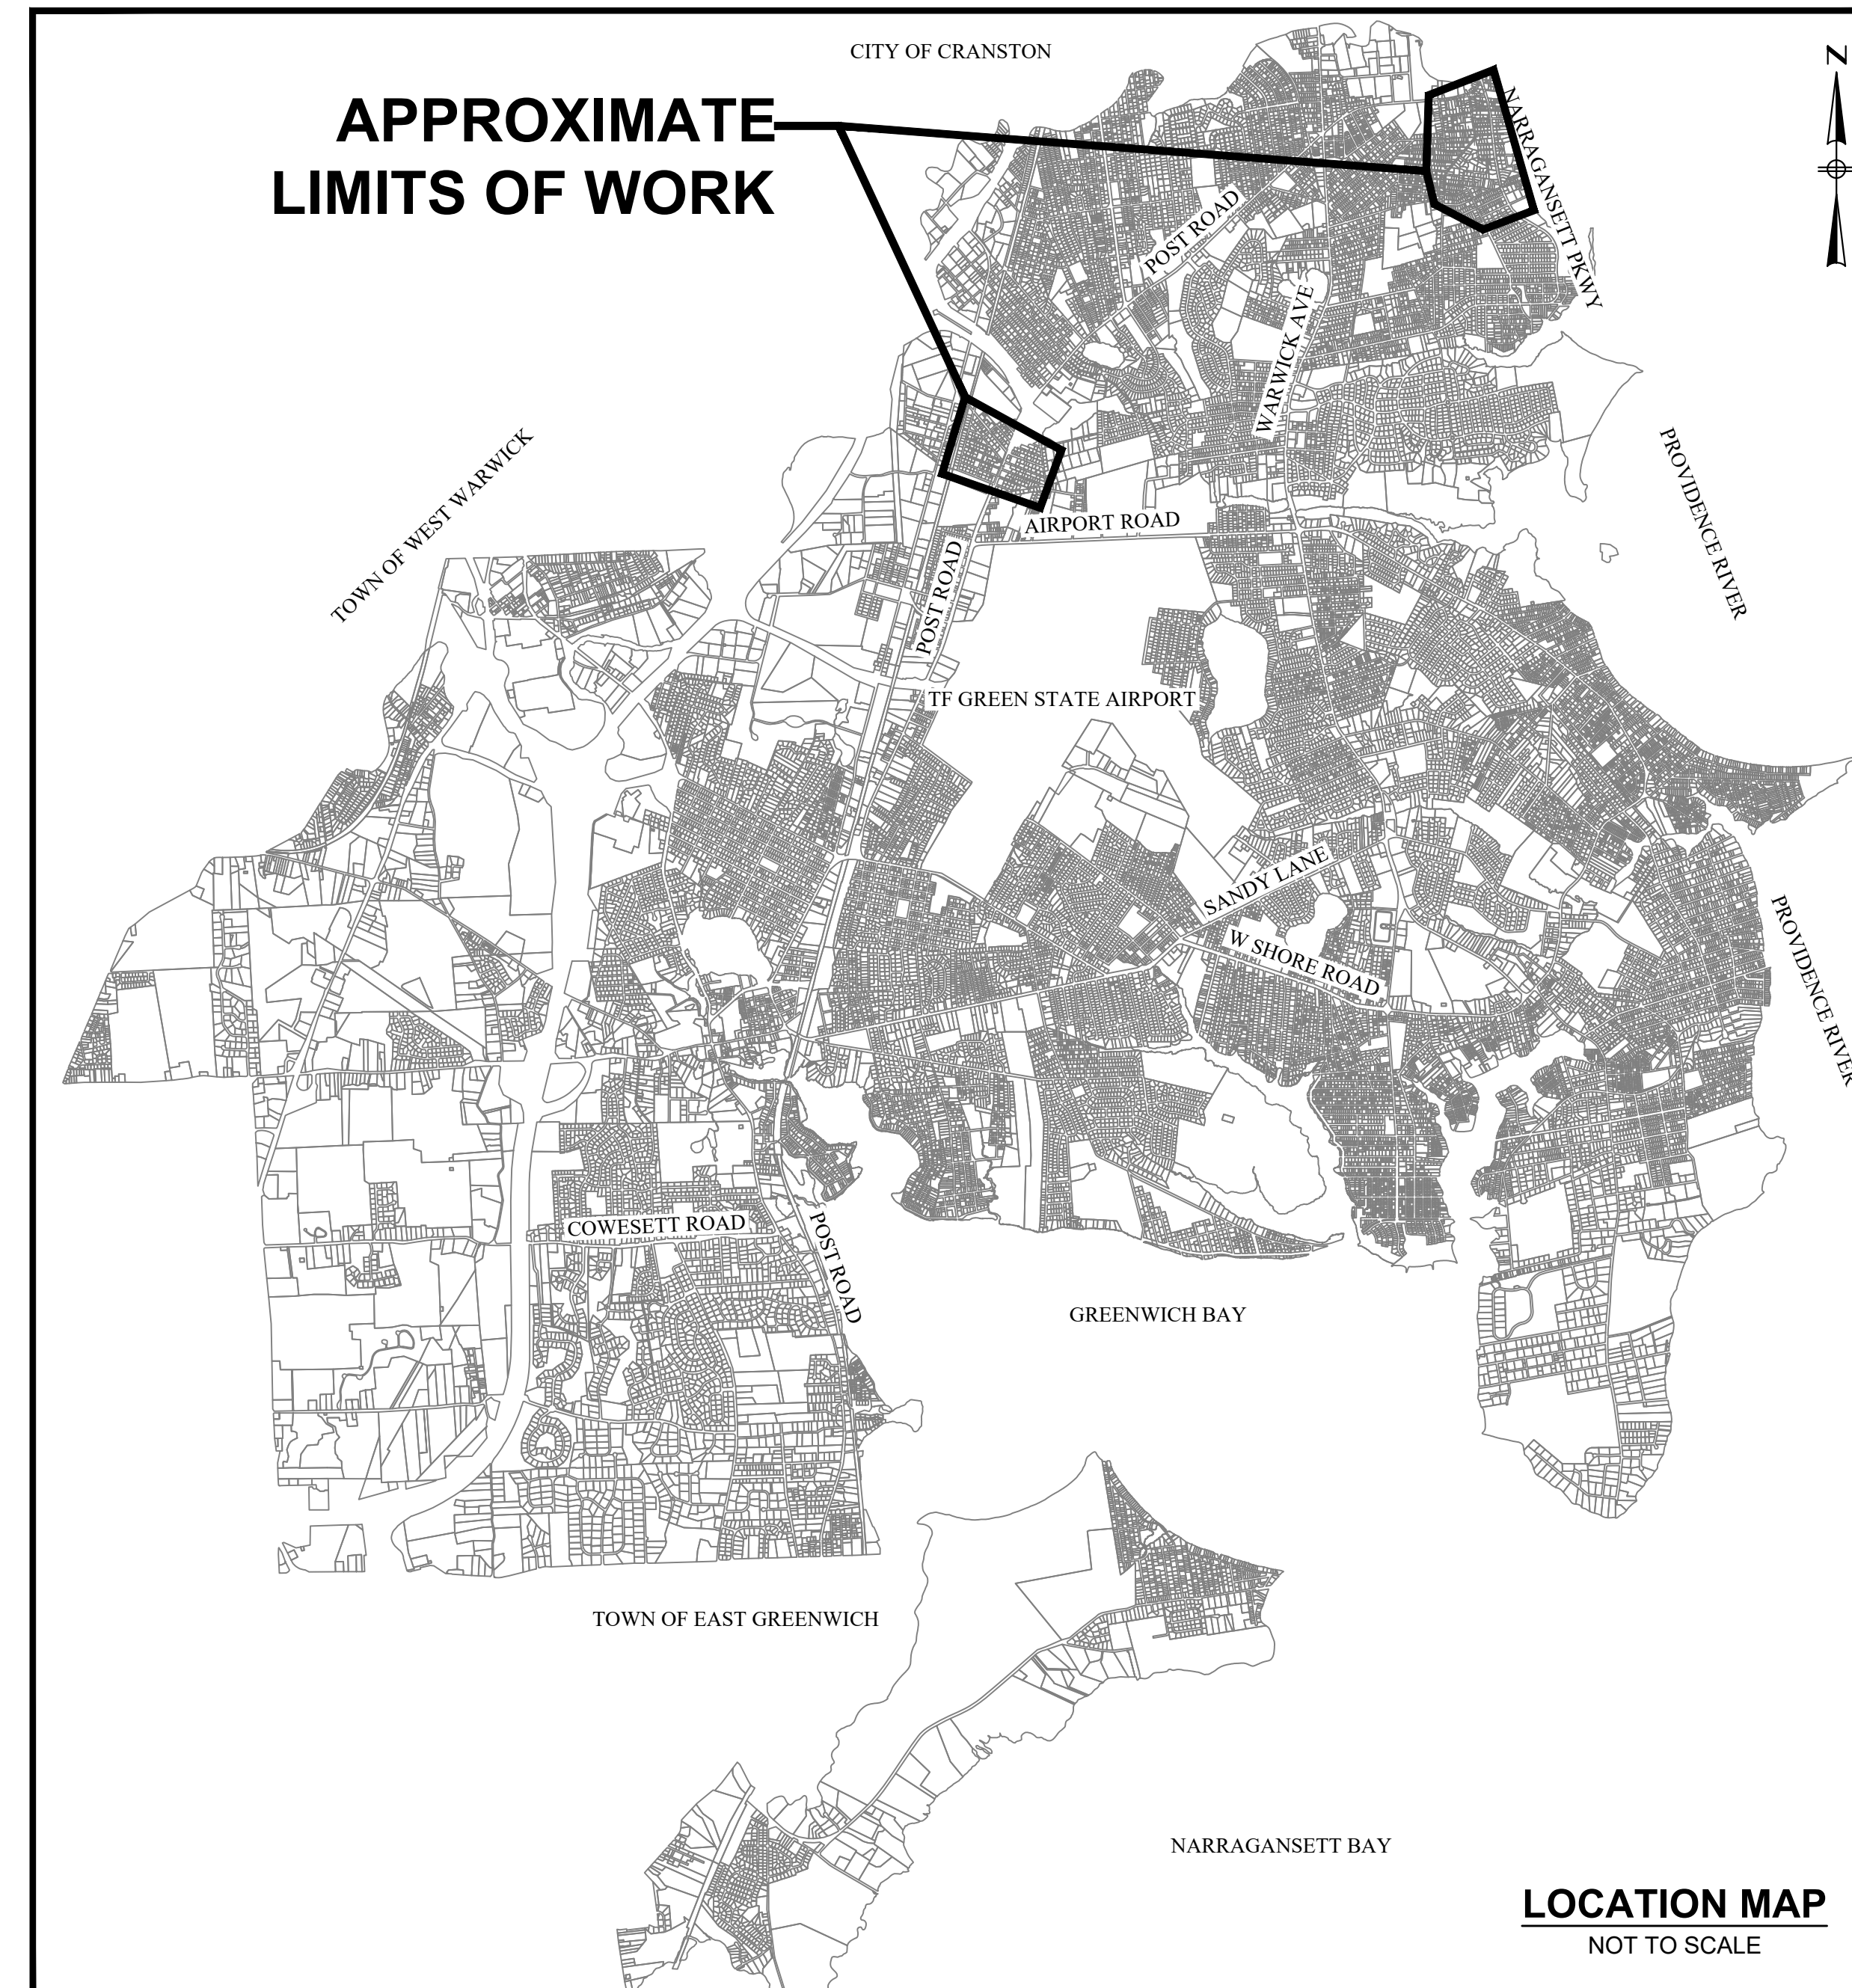 CITY OF CRANSTON
N
APPROXIMATE
LIMITS OF WORK
NARRAGANSETT PKWY
POST ROAD
WARWICK AVE
TOWN OF WEST WARWICK
PROVIDENCE RIVER
AIRPORT ROAD
POST ROAD
TF GREEN STATE AIRPORT
SANDY LANE
W SHORE ROAD
PROVIDENCE RIVER
COWESETT ROAD
POST ROAD
GREENWICH BAY
TOWN OF EAST GREENWICH
NARRAGANSETT BAY
LOCATION MAP
NOT TO SCALE